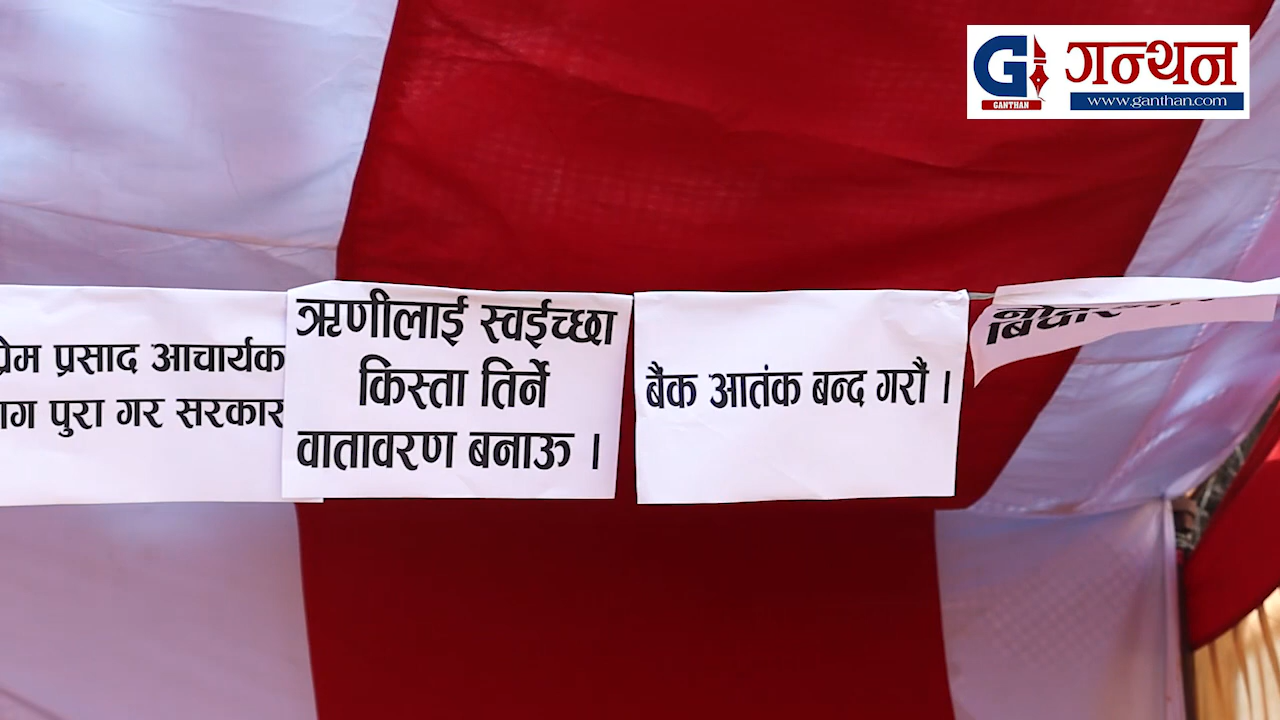 गन्थन
GANTHAN
www.ganthan.com
प्रसाद आचार्यक
पुरा गर सरकार
ऋणीलाई स्वईच्छा
किस्ता तिर्ने
वातावरण बनाऊ ।
बैंक आतंक बन्द गरौं ।